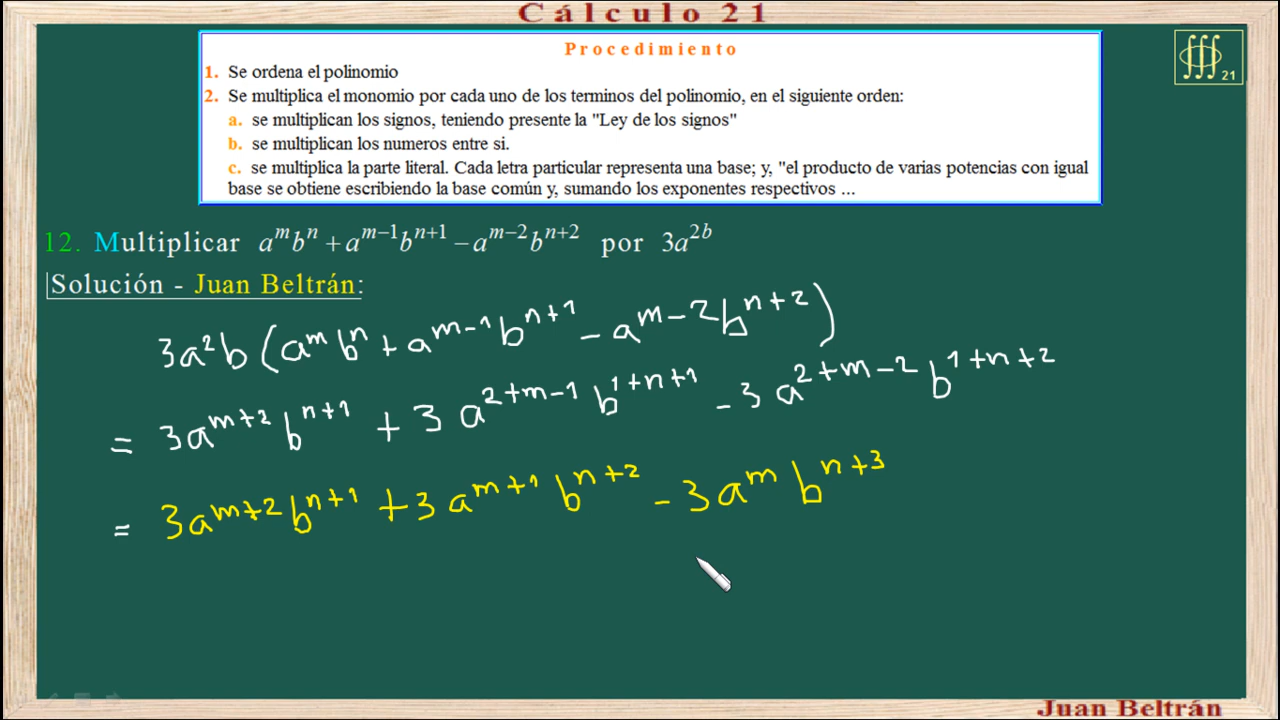 Cálculo 21
Procedimiento
1. Se ordena el polinomio
2. Se multiplica el monomio por cada uno de los terminos del polinomio, en el siguiente orden:
a. se multiplican los signos, teniendo presente la "Ley de los signos"
b. se multiplican los numeros entre si.
c. se multiplica la parte literal. Cada letra particular representa una base; y, "el producto de varias potencias con igual
base se obtiene escribiendo la base común y, sumando los exponentes respectivos ...
21
12. Multiplicar a^m b^n + a^{m-1} b^{n+1} − a^{m-2} b^{n+2} por 3a^{2b}
Solución - Juan Beltrán:
3a^2 b (a^m b^n + a^{m-1} b^{n+1} − a^{m-2} b^{n+2})
= 3a^{m+2} b^{n+1} + 3a^{2+m-1} b^{1+n+1} − 3a^{2+m-2} b^{1+n+2}
= 3a^{m+2} b^{n+1} + 3a^{m+1} b^{n+2} − 3a^m b^{n+3}
Juan Beltrán